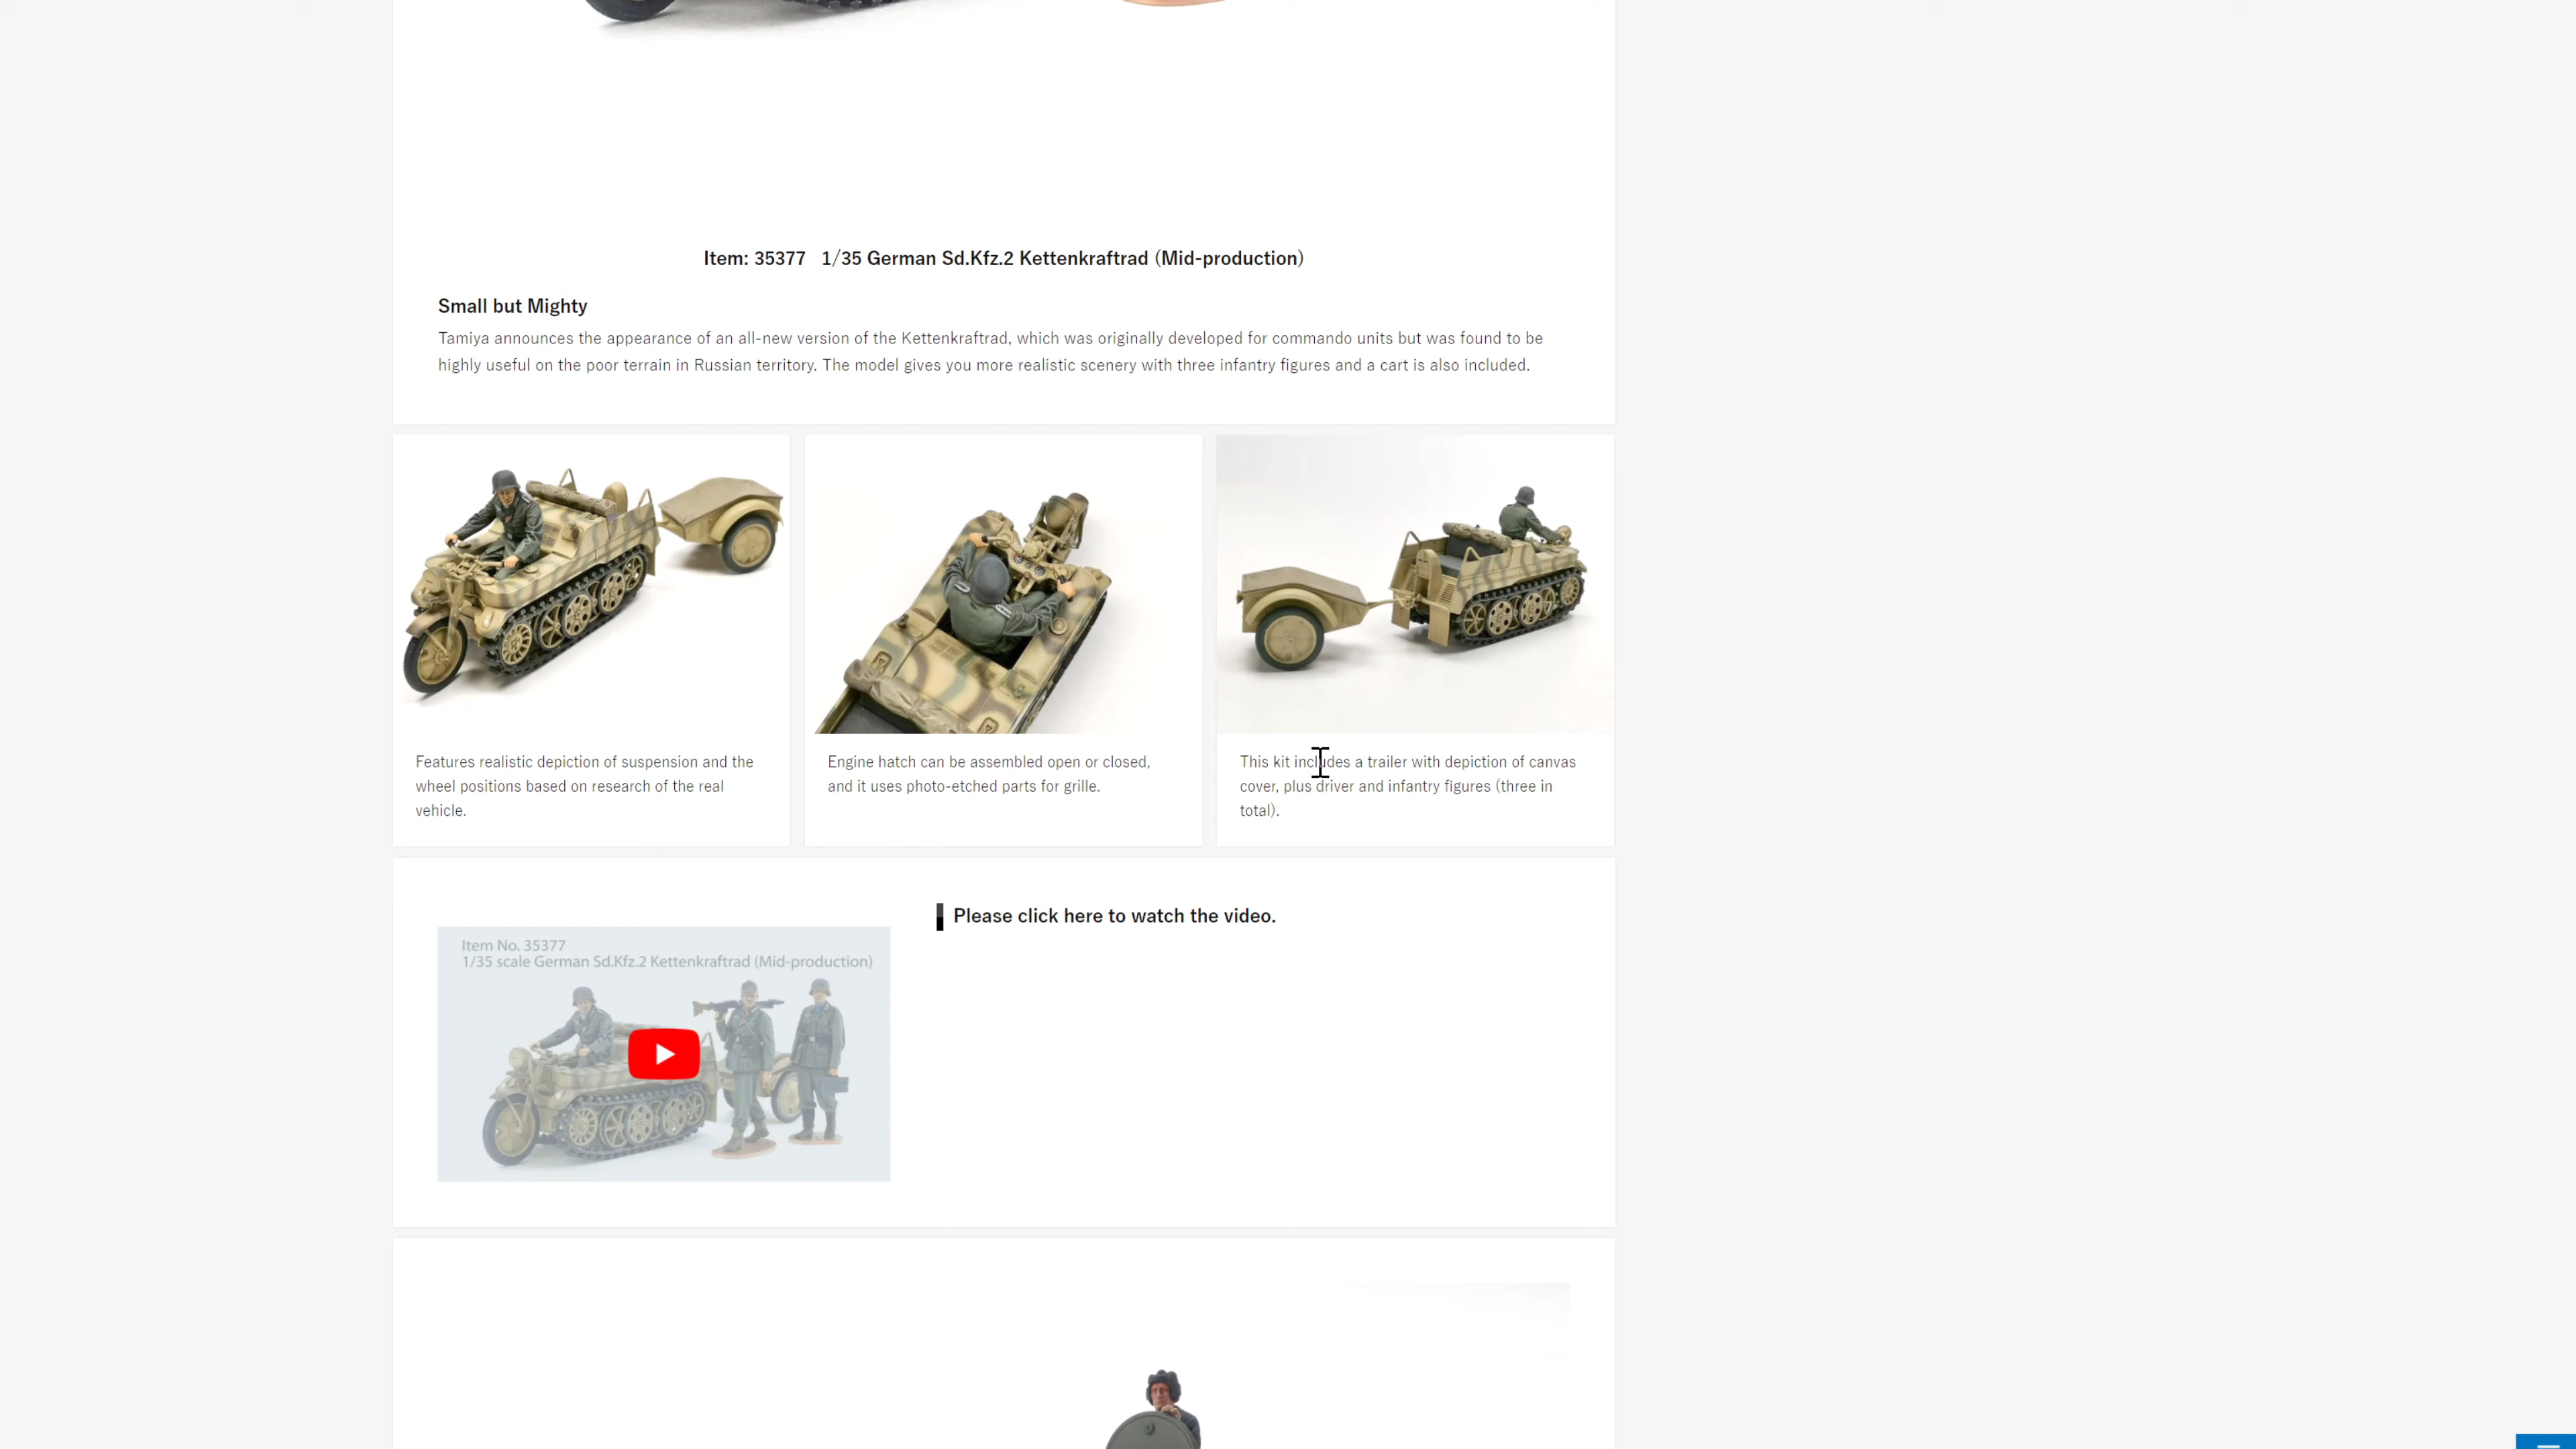 Item: 35377 1/35 German Sd.Kfz.2 Kettenkraftrad (Mid-production)
Small but Mighty
Tamiya announces the appearance of an all-new version of the Kettenkraftrad, which was originally developed for commando units but was found to be
highly useful on the poor terrain in Russian territory. The model gives you more realistic scenery with three infantry figures and a cart is also included.
Features realistic depiction of suspension and the
wheel positions based on research of the real
vehicle.
Engine hatch can be assembled open or closed,
and it uses photo-etched parts for grille.
This kit includes a trailer with depiction of canvas
cover, plus driver and infantry figures (three in
total).
Please click here to watch the video.
Item No. 35377
1/35 scale German Sd.Kfz.2 Kettenkraftrad (Mid-production)